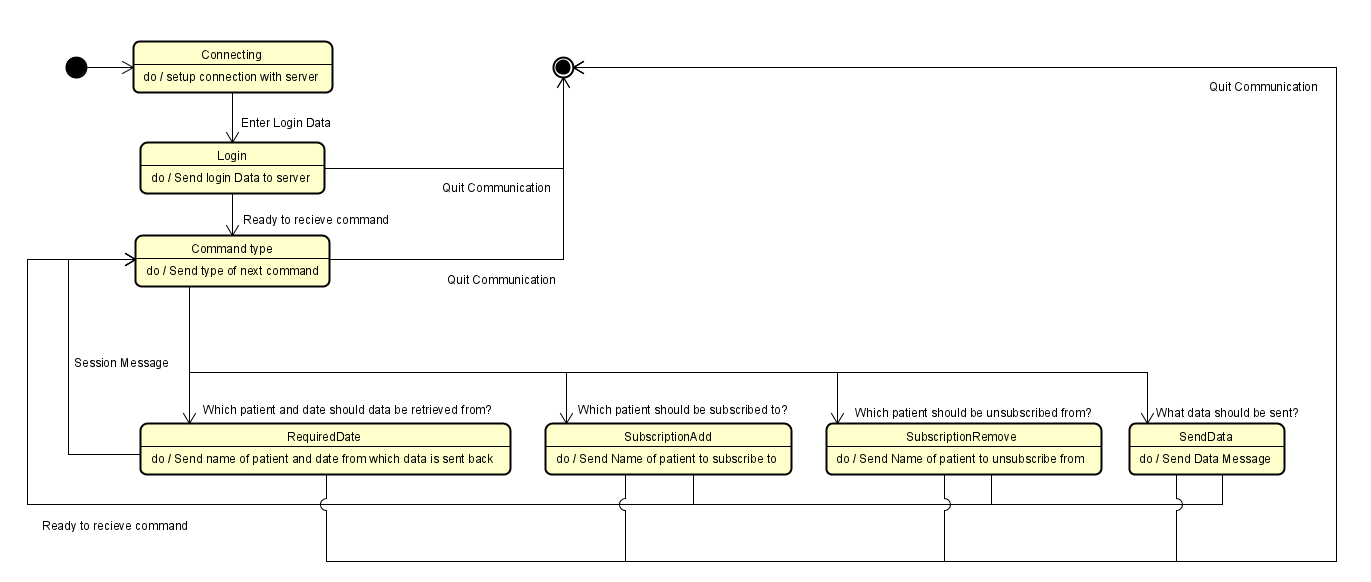 Connecting
do / setup connection with server
Quit Communication
Enter Login Data
Login
do / Send login Data to server
Quit Communication
Ready to recieve command
Command type
do / Send type of next command
Quit Communication
Session Message
Which patient and date should data be retrieved from?
Which patient should be subscribed to?
Which patient should be unsubscribed from?
What data should be sent?
RequiredDate
do / Send name of patient and date from which data is sent back
SubscriptionAdd
do / Send Name of patient to subscribe to
SubscriptionRemove
do / Send Name of patient to unsubscribe from
SendData
do / Send Data Message
Ready to recieve command